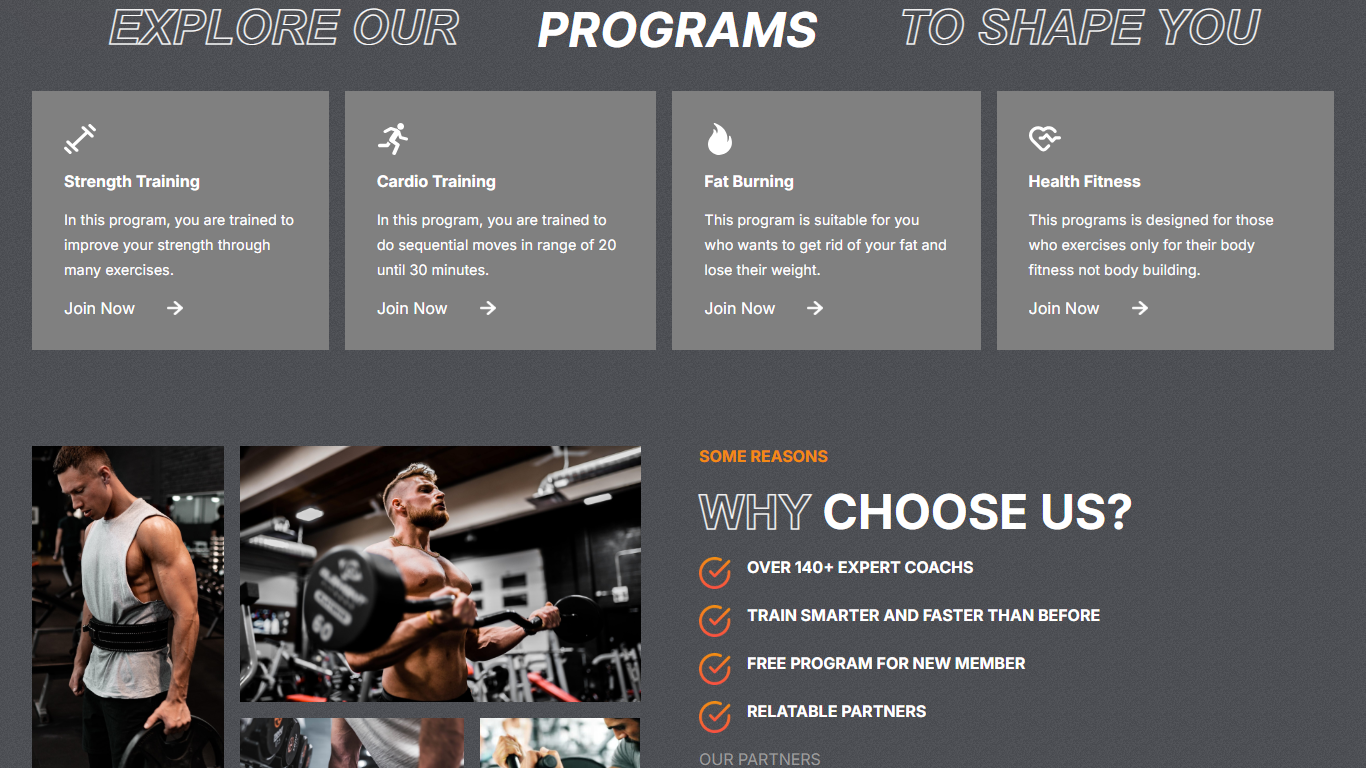 EXPLORE OUR PROGRAMS TO SHAPE YOU
Strength Training
In this program, you are trained to
improve your strength through
many exercises.
Join Now
Cardio Training
In this program, you are trained to
do sequential moves in range of 20
until 30 minutes.
Join Now
Fat Burning
This program is suitable for you
who wants to get rid of your fat and
lose their weight.
Join Now
Health Fitness
This programs is designed for those
who exercises only for their body
fitness not body building.
Join Now
60
SOME REASONS
WHY CHOOSE US?
OVER 140+ EXPERT COACHS
TRAIN SMARTER AND FASTER THAN BEFORE
FREE PROGRAM FOR NEW MEMBER
RELATABLE PARTNERS
OUR PARTNERS